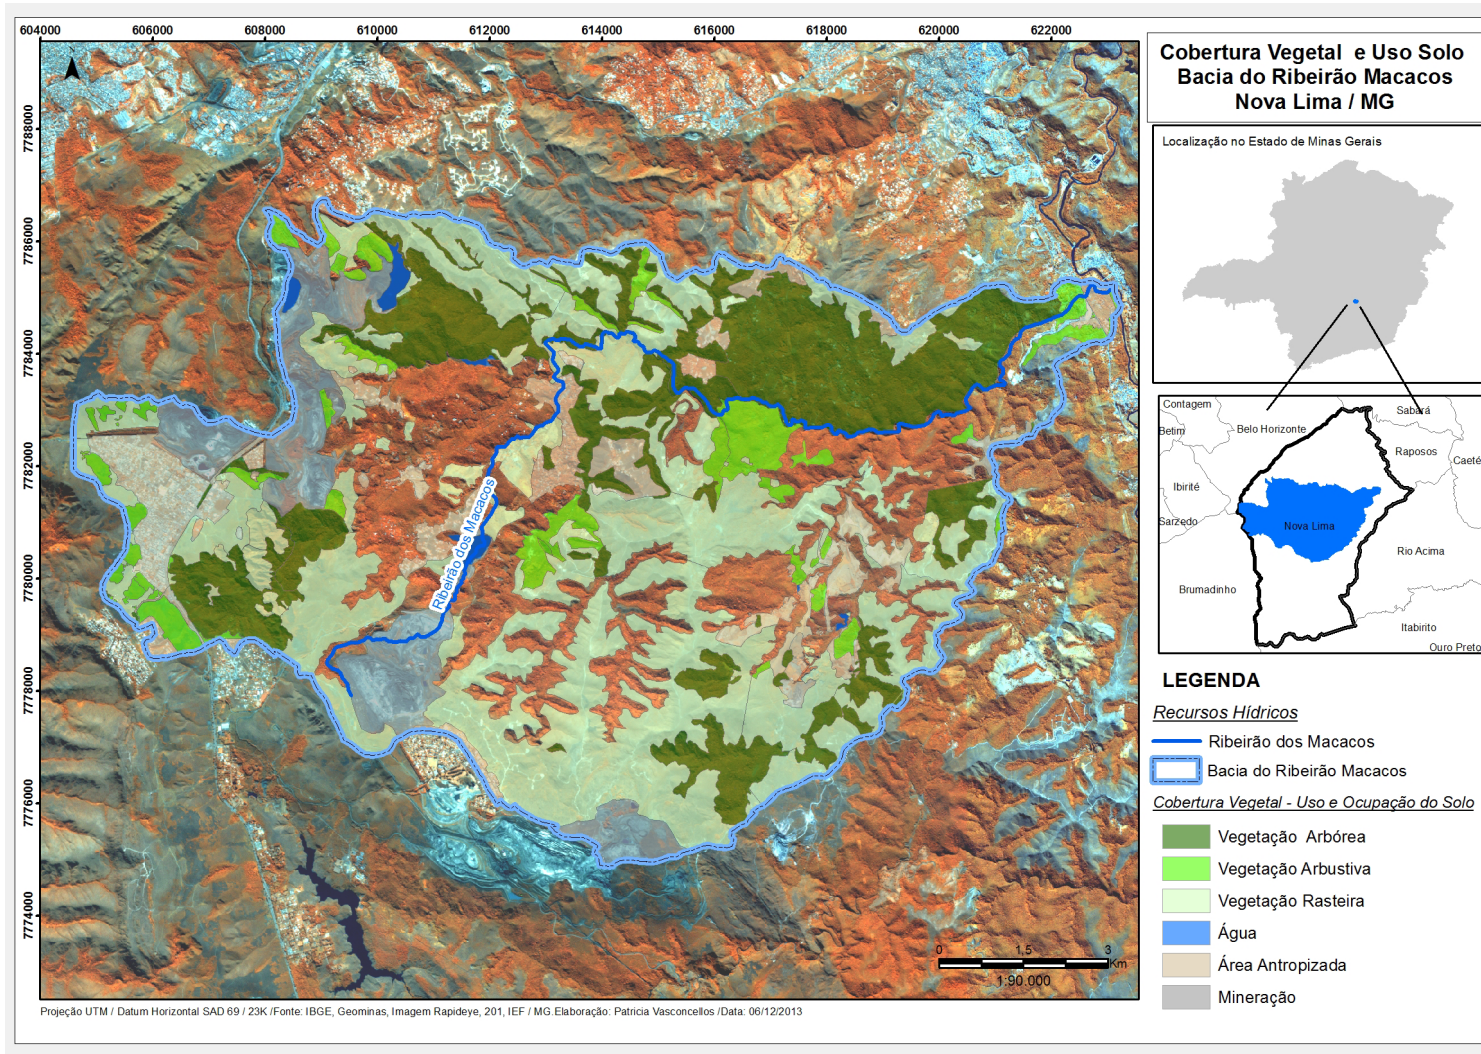 604000 606000 608000 610000 612000 614000 616000 618000 620000 622000
Cobertura Vegetal e Uso Solo
Bacia do Ribeirão Macacos
Nova Lima / MG
7788000
7786000
7784000
7782000
7780000
7778000
7776000
7774000
Ribeirão dos Macacos
0 1,5 3
Km
1:90.000
Localização no Estado de Minas Gerais
Contagem
Sabará
Betim
Belo Horizonte
Raposos
Caeté
Ibirité
Sarzedo
Nova Lima
Rio Acima
Brumadinho
Itabirito
Ouro Preto
LEGENDA
Recursos Hídricos
Ribeirão dos Macacos
Bacia do Ribeirão Macacos
Cobertura Vegetal - Uso e Ocupação do Solo
Vegetação Arbórea
Vegetação Arbustiva
Vegetação Rasteira
Água
Área Antropizada
Mineração
Projeção UTM / Datum Horizontal SAD 69 / 23K /Fonte: IBGE, Geominas, Imagem Rapideye, 201, IEF / MG.Elaboração: Patricia Vasconcellos /Data: 06/12/2013